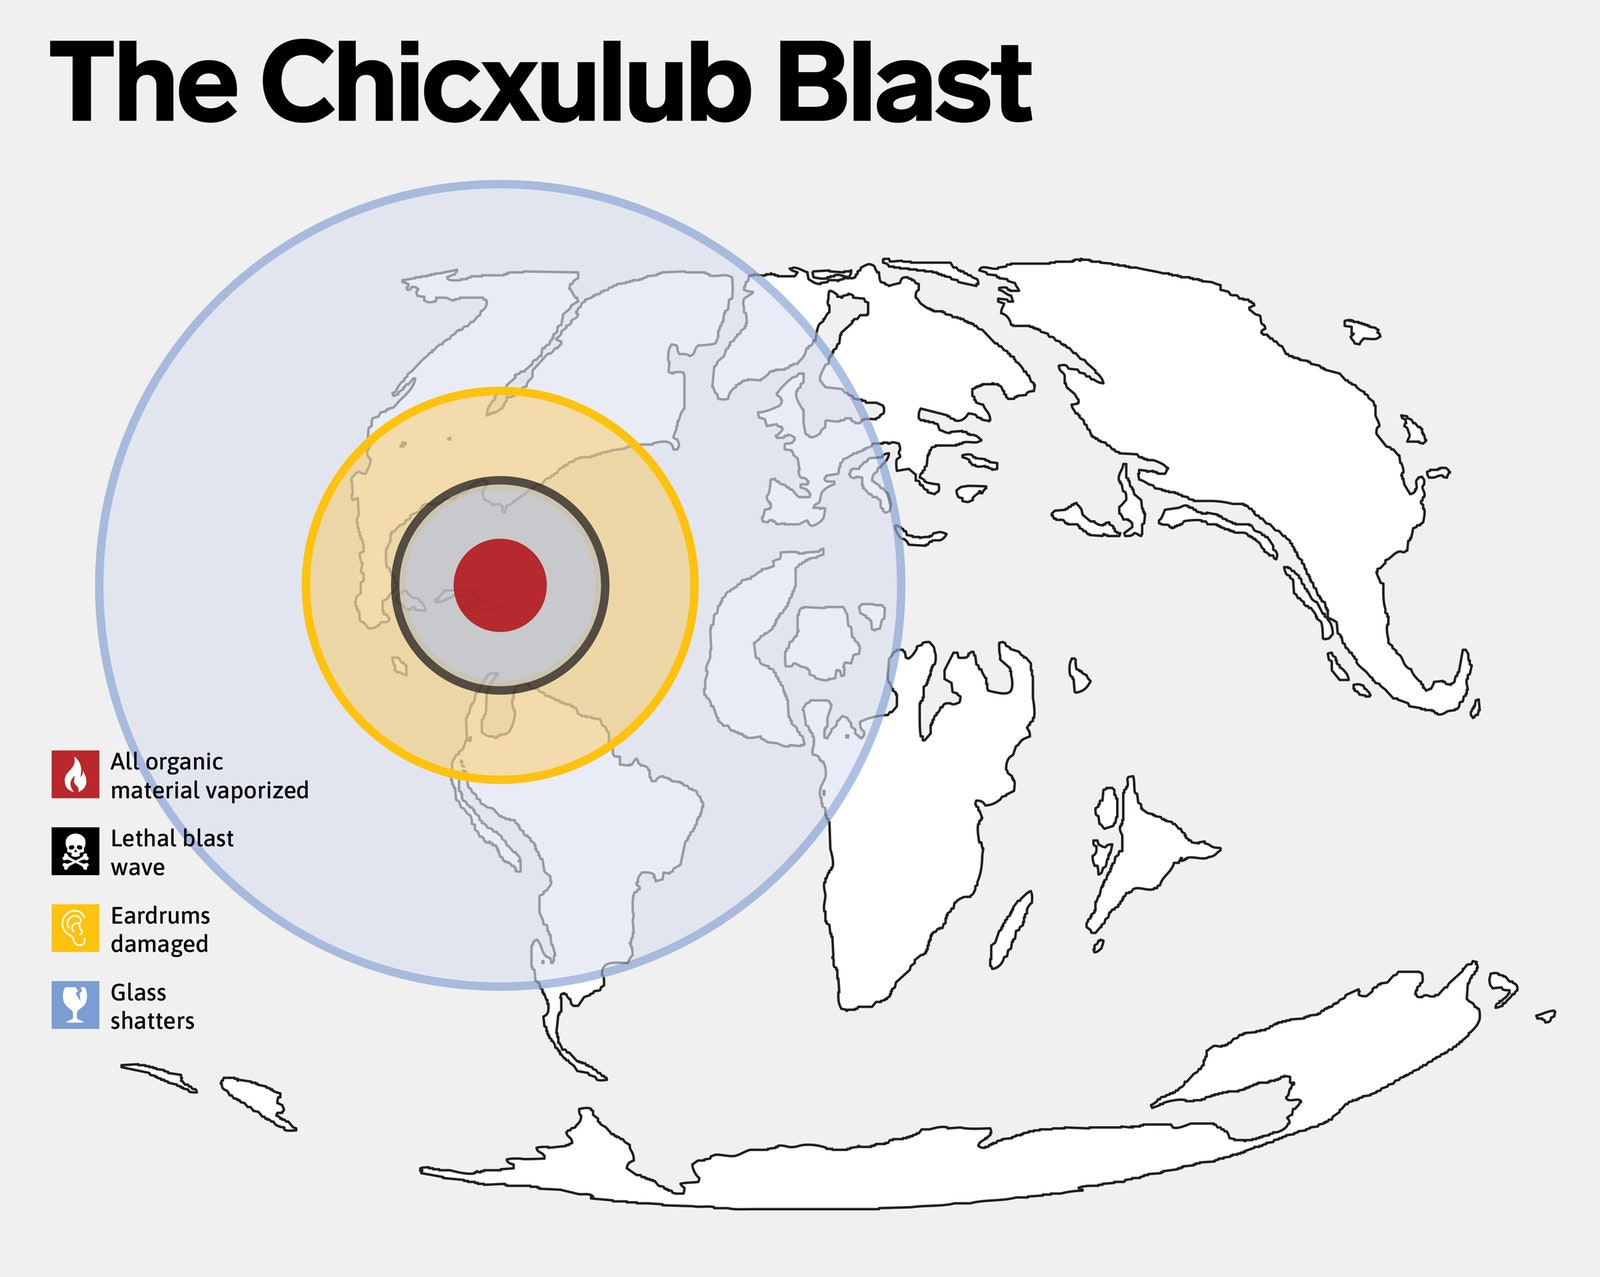 The Chicxulub Blast
All organic
material vaporized
Lethal blast
wave
Eardrums
damaged
Glass
shatters